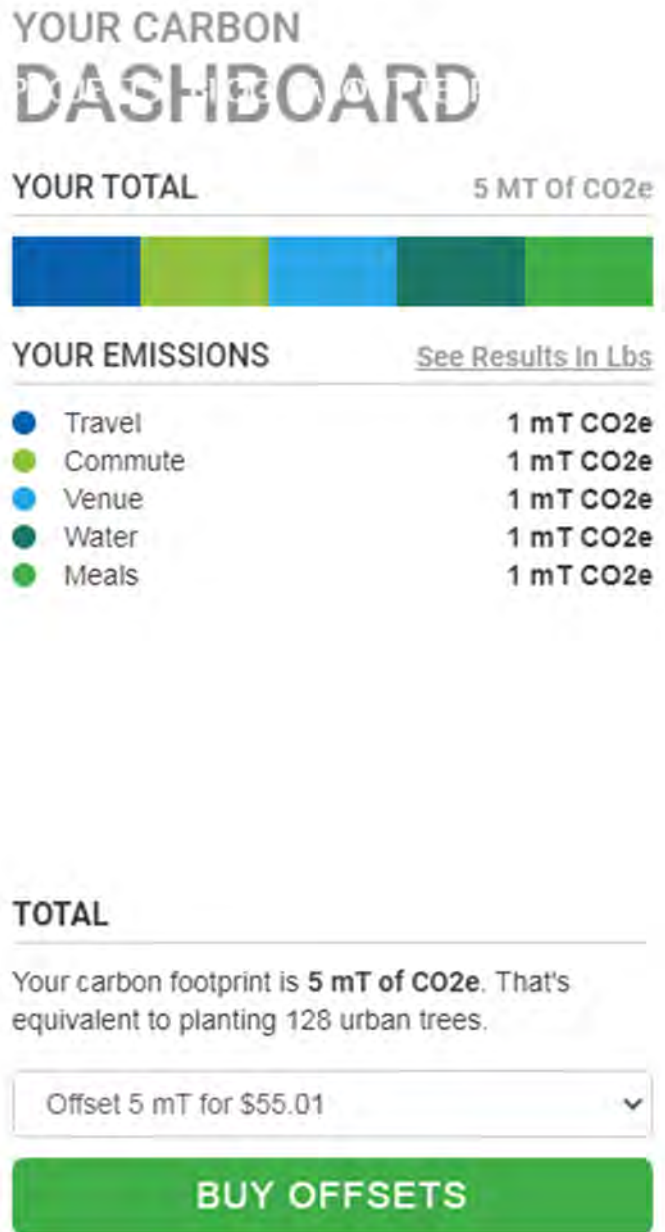 YOUR CARBON
DASHBOARD
YOUR TOTAL 5 MT Of CO2e
YOUR EMISSIONS See Results In Lbs
Travel 1 mT CO2e
Commute 1 mT CO2e
Venue 1 mT CO2e
Water 1 mT CO2e
Meals 1 mT CO2e
TOTAL
Your carbon footprint is 5 mT of CO2e. That's
equivalent to planting 128 urban trees.
Offset 5 mT for $55.01
BUY OFFSETS